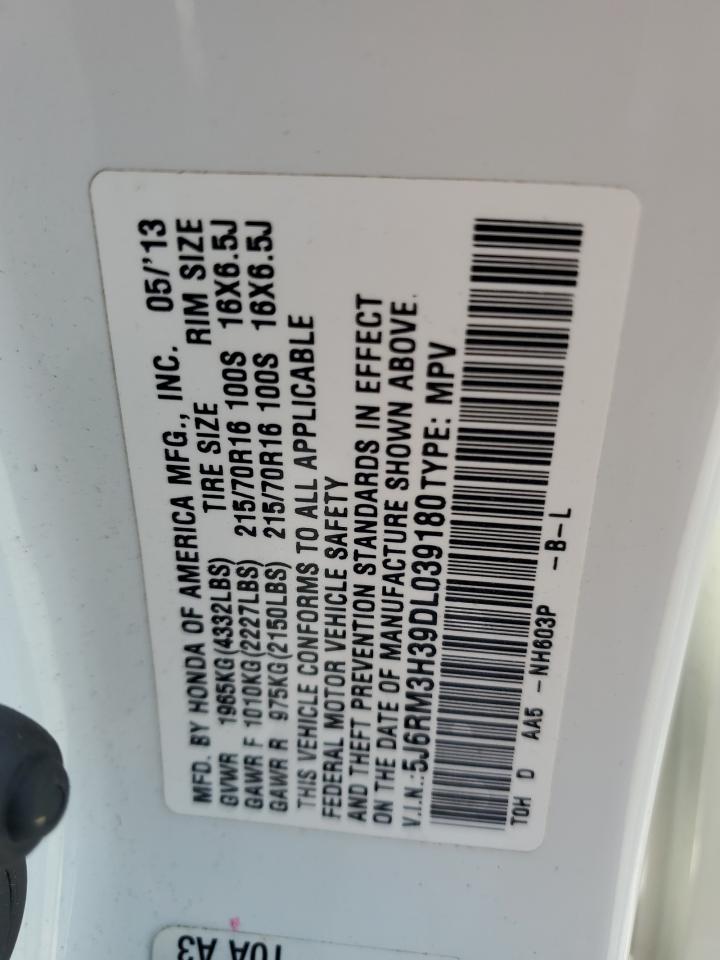 MFD. BY HONDA OF AMERICA MFG., INC. 05/'13
GVWR 1965KG(4332LBS) TIRE SIZE RIM SIZE
GAWR F 1010KG(2227LBS) 215/70R16 100S 16X6.5J
GAWR R 975KG(2150LBS) 215/70R16 100S 16X6.5J
THIS VEHICLE CONFORMS TO ALL APPLICABLE
FEDERAL MOTOR VEHICLE SAFETY
AND THEFT PREVENTION STANDARDS IN EFFECT
ON THE DATE OF MANUFACTURE SHOWN ABOVE.
V.I.N.:5J6RM3H39DL039180 TYPE: MPV
TOH D AA5 -NH603P -B-L